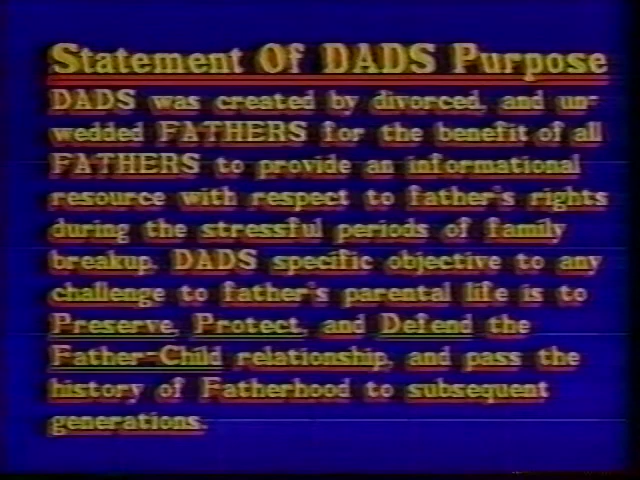 Statement Of DADS Purpose
DADS was created by divorced, and un-
wedded FATHERS for the benefit of all
FATHERS to provide an informational
resource with respect to father's rights
during the stressful periods of family
breakup. DADS specific objective to any
challenge to father's parental life is to
Preserve, Protect, and Defend the
Father-Child relationship, and pass the
history of Fatherhood to subsequent
generations.